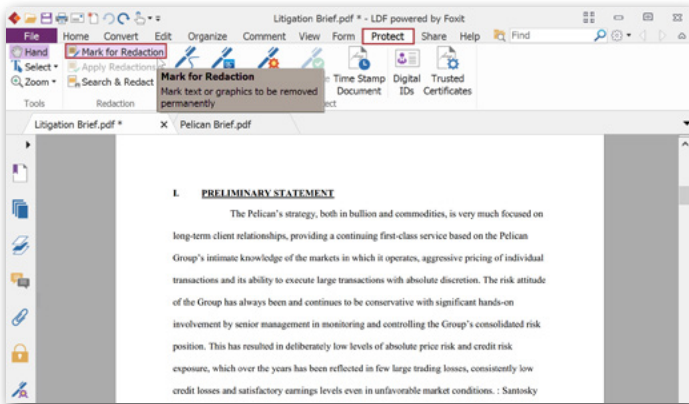 Litigation Brief.pdf * - LDF powered by Foxit
File Home Convert Edit Organize Comment View Form Protect Share Help Find
Hand Mark for Redaction
Select Apply Redactions Time Stamp Digital Trusted
Zoom Search & Redact Document IDs Certificates
Mark for Redaction
Mark text or graphics to be removed
permanently
Tools Redaction
Litigation Brief.pdf * x Pelican Brief.pdf
I. PRELIMINARY STATEMENT
The Pelican's strategy, both in bullion and commodities, is very much focused on
long-term client relationships, providing a continuing first-class service based on the Pelican
Group's intimate knowledge of the markets in which it operates, aggressive pricing of individual
transactions and its ability to execute large transactions with absolute discretion. The risk attitude
of the Group has always been and continues to be conservative with significant hands-on
involvement by senior management in monitoring and controlling the Group's consolidated risk
position. This has resulted in deliberately low levels of absolute price risk and credit risk
exposure, which over the years has been reflected in few large trading losses, consistently low
credit losses and satisfactory earnings levels even in unfavorable market conditions. : Santosky